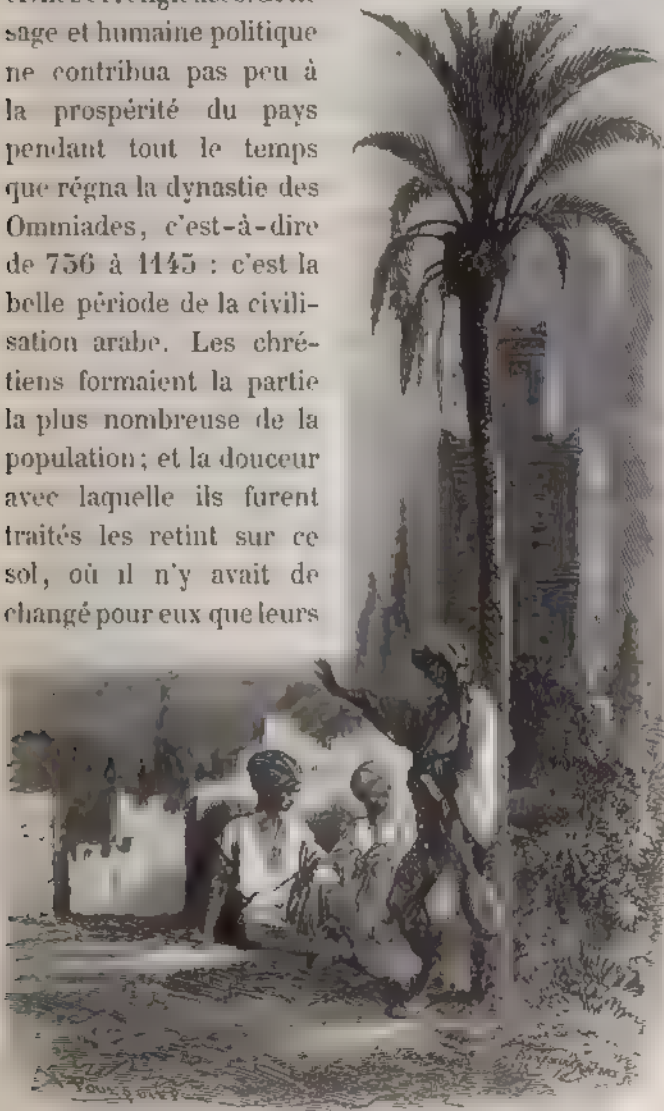 sage et humaine politique
ne contribua pas peu à
la prospérité du pays
pendant tout le temps
que régna la dynastie des
Ommiades, c'est-à-dire
de 756 à 1145 : c'est la
belle période de la civili-
sation arabe. Les chré-
tiens formaient la partie
la plus nombreuse de la
population; et la douceur
avec laquelle ils furent
traités les retint sur ce
sol, où il n'y avait de
changé pour eux que leurs